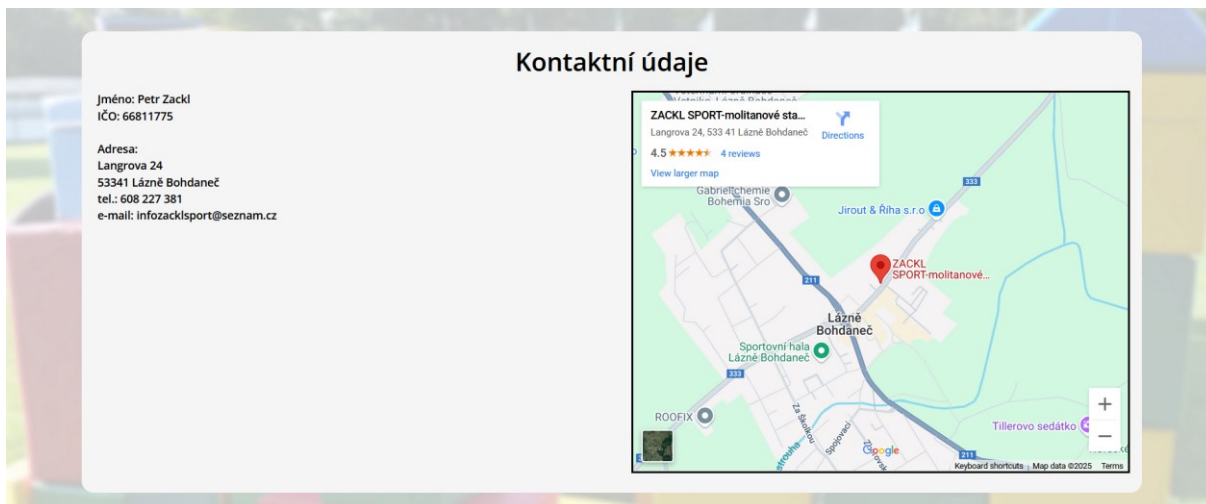 Kontaktní údaje
Jméno: Petr Zackl
IČO: 66811775
Adresa:
Langrova 24
53341 Lázně Bohdaneč
tel.: 608 227 381
e-mail: infozacklsport@seznam.cz
ZACKL SPORT-molitanové sta...
Langrova 24, 533 41 Lázně Bohdaneč
Directions
4.5
4 reviews
View larger map
Gabriel-chemie
Bohemia Sro
333
Jirout & Říha s.r.o
211
ZACKL
SPORT-molitanové...
Lázně
Bohdaneč
Sportovní hala
Lázně Bohdaneč
333
ROOFIX
Za Školkou
Spojovací
Tillerovo sedátko
Google
211
Keyboard shortcuts
Map data ©2025
Terms